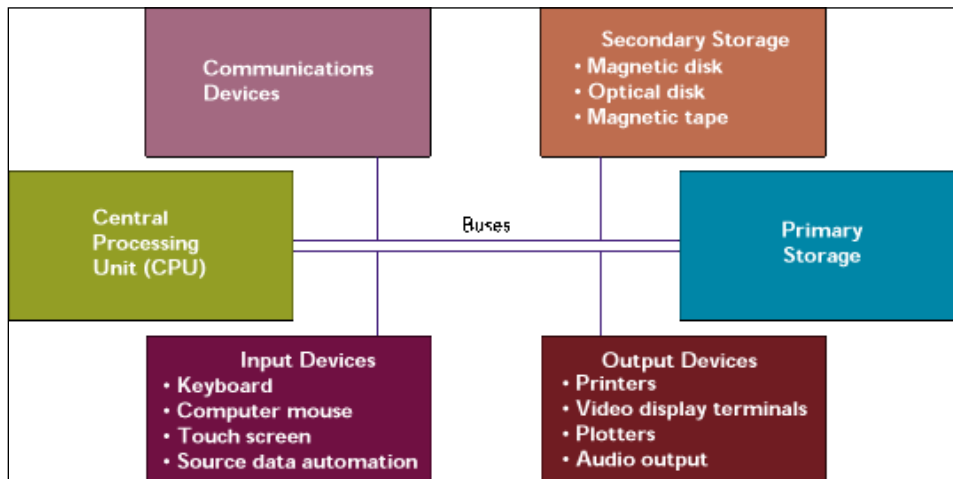 Communications
Devices
Secondary Storage
• Magnetic disk
• Optical disk
• Magnetic tape
Central
Processing
Unit (CPU)
Buses
Primary
Storage
Input Devices
• Keyboard
• Computer mouse
• Touch screen
• Source data automation
Output Devices
• Printers
• Video display terminals
• Plotters
• Audio output